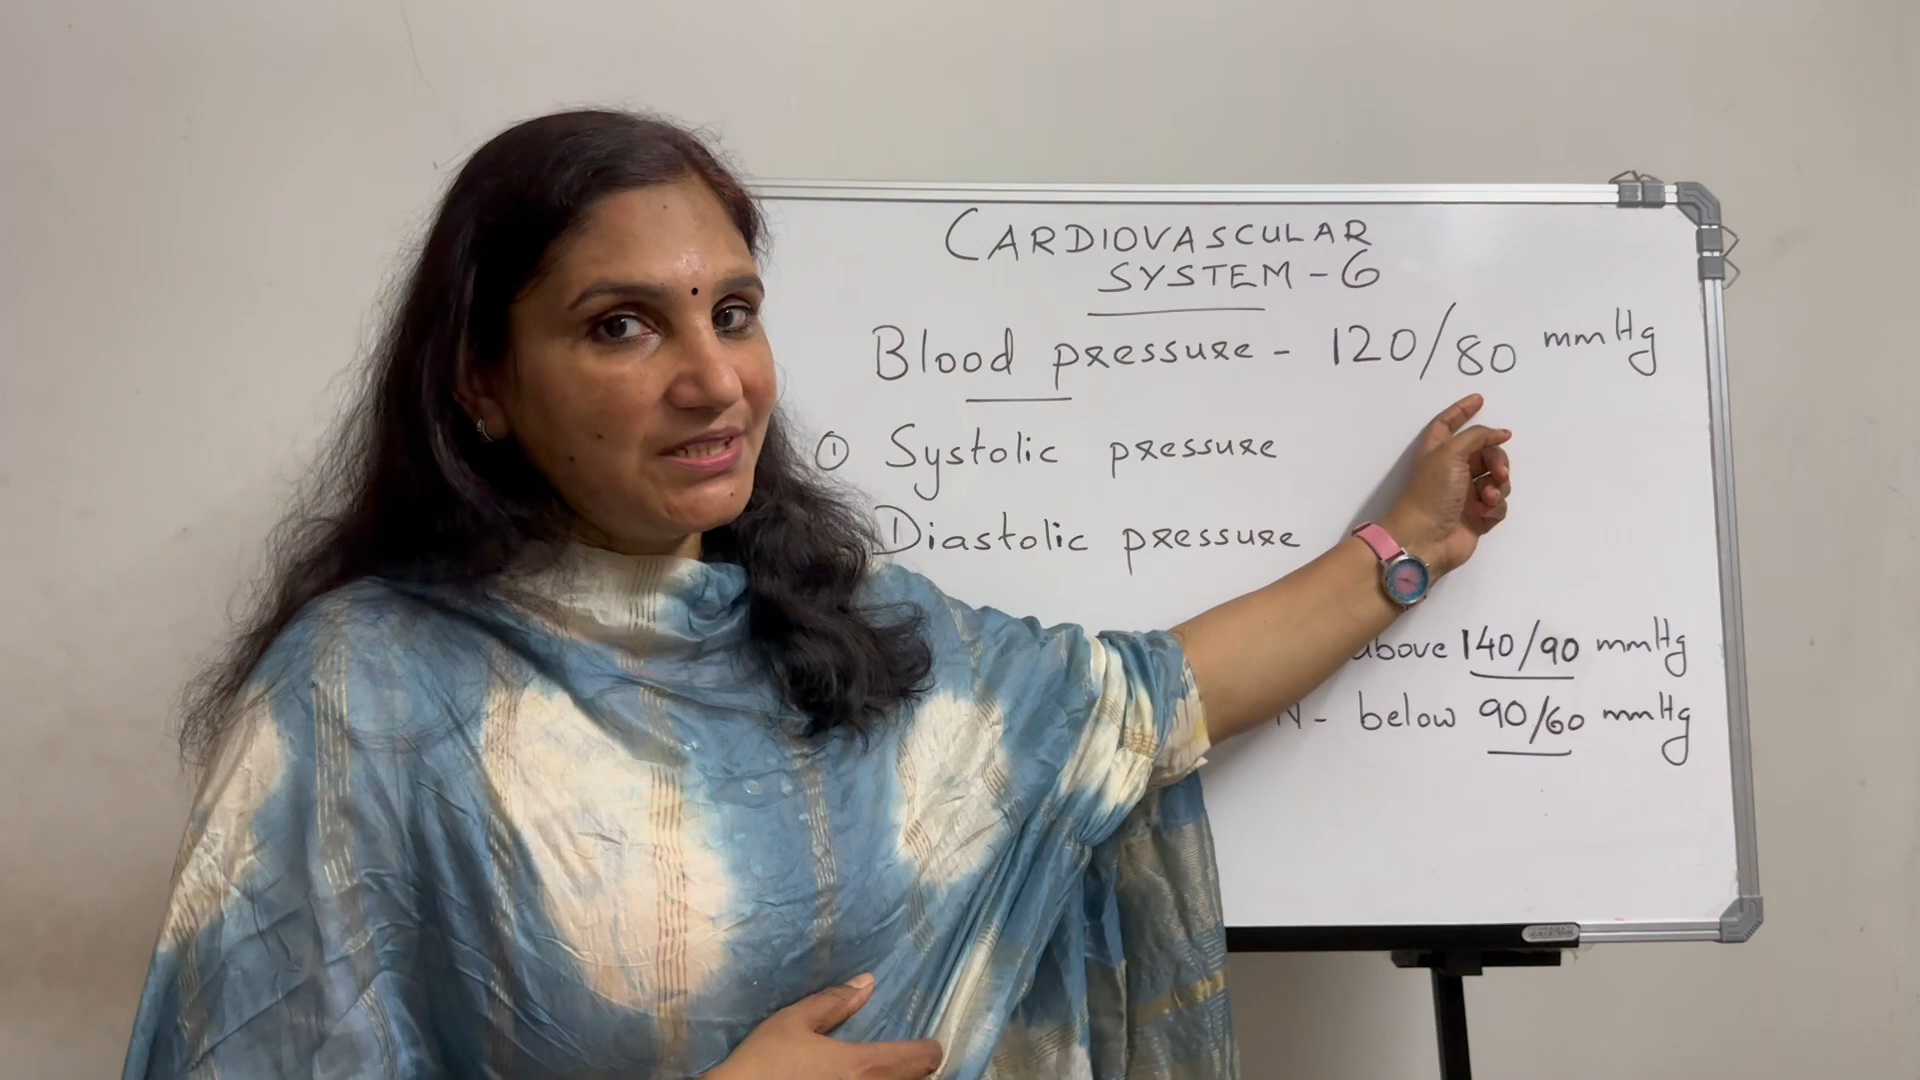 CARDIOVASCULAR
SYSTEM - 6
Blood pressure - 120/80 mmHg
① Systolic pressure
Diastolic pressure
above 140/90 mmHg
N - below 90/60 mmHg